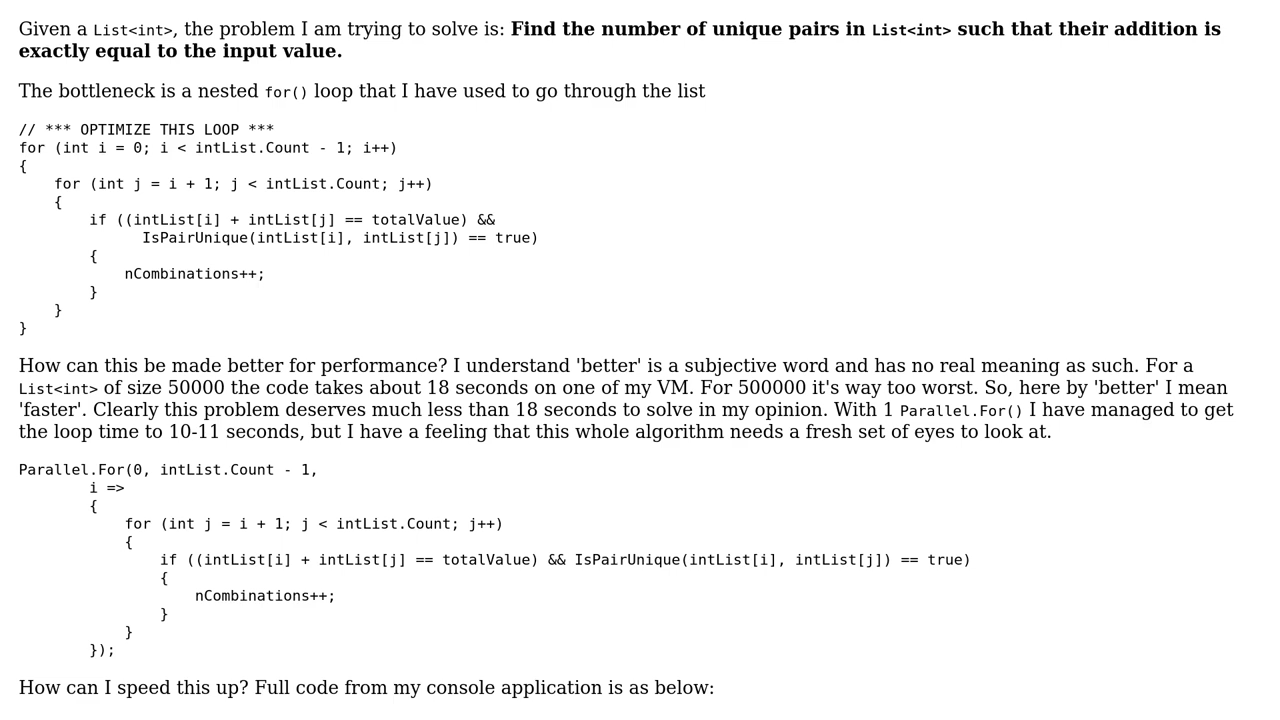 Given a List<int>, the problem I am trying to solve is: Find the number of unique pairs in List<int> such that their addition is
exactly equal to the input value.
The bottleneck is a nested for() loop that I have used to go through the list
// *** OPTIMIZE THIS LOOP ***
for (int i = 0; i < intList.Count - 1; i++)
{
    for (int j = i + 1; j < intList.Count; j++)
    {
        if ((intList[i] + intList[j] == totalValue) &&
              IsPairUnique(intList[i], intList[j]) == true)
        {
            nCombinations++;
        }
    }
}
How can this be made better for performance? I understand 'better' is a subjective word and has no real meaning as such. For a
List<int> of size 50000 the code takes about 18 seconds on one of my VM. For 500000 it's way too worst. So, here by 'better' I mean
'faster'. Clearly this problem deserves much less than 18 seconds to solve in my opinion. With 1 Parallel.For() I have managed to get
the loop time to 10-11 seconds, but I have a feeling that this whole algorithm needs a fresh set of eyes to look at.
Parallel.For(0, intList.Count - 1,
        i =>
        {
            for (int j = i + 1; j < intList.Count; j++)
            {
                if ((intList[i] + intList[j] == totalValue) && IsPairUnique(intList[i], intList[j]) == true)
                {
                    nCombinations++;
                }
            }
        });
How can I speed this up? Full code from my console application is as below: